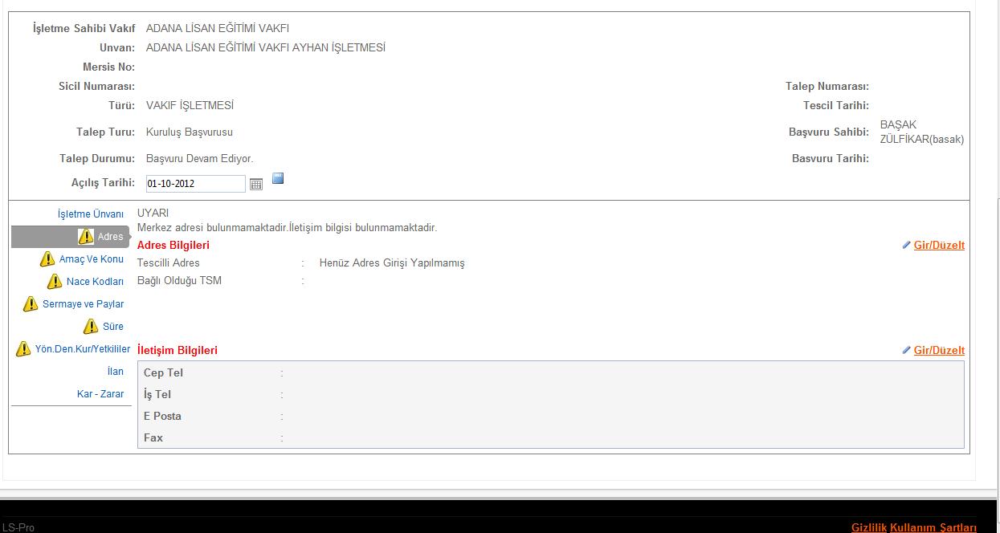 İşletme Sahibi Vakıf ADANA LİSAN EĞİTİMİ VAKFI
Unvan: ADANA LİSAN EĞİTİMİ VAKFI AYHAN İŞLETMESİ
Mersis No:
Sicil Numarası: Talep Numarası:
Türü: VAKIF İŞLETMESİ Tescil Tarihi:
Talep Turu: Kuruluş Başvurusu Başvuru Sahibi: BAŞAK ZÜLFİKAR(basak)
Talep Durumu: Başvuru Devam Ediyor. Basvuru Tarihi:
Açılış Tarihi: 01-10-2012
İşletme Ünvanı
Adres
Amaç Ve Konu
Nace Kodları
Sermaye ve Paylar
Süre
Yön.Den.Kur/Yetkililer
İlan
Kar - Zarar
UYARI
Merkez adresi bulunmamaktadir.İletişim bilgisi bulunmamaktadir.
Adres Bilgileri Gir/Düzelt
Tescilli Adres : Henüz Adres Girişi Yapılmamış
Bağlı Olduğu TSM :
İletişim Bilgileri Gir/Düzelt
Cep Tel :
İş Tel :
E Posta :
Fax :
LS-Pro Gizlilik Kullanım Şartları